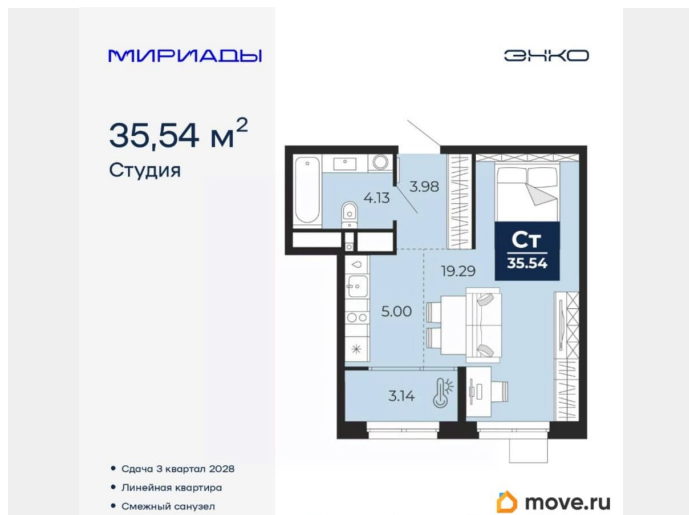 МИРИАДЫ
ЭНКО
35,54 м²
Студия
3.98
4.13
Ст
35.54
19.29
5.00
3.14
• Сдача 3 квартал 2028
• Линейная квартира
• Смежный санузел
move.ru